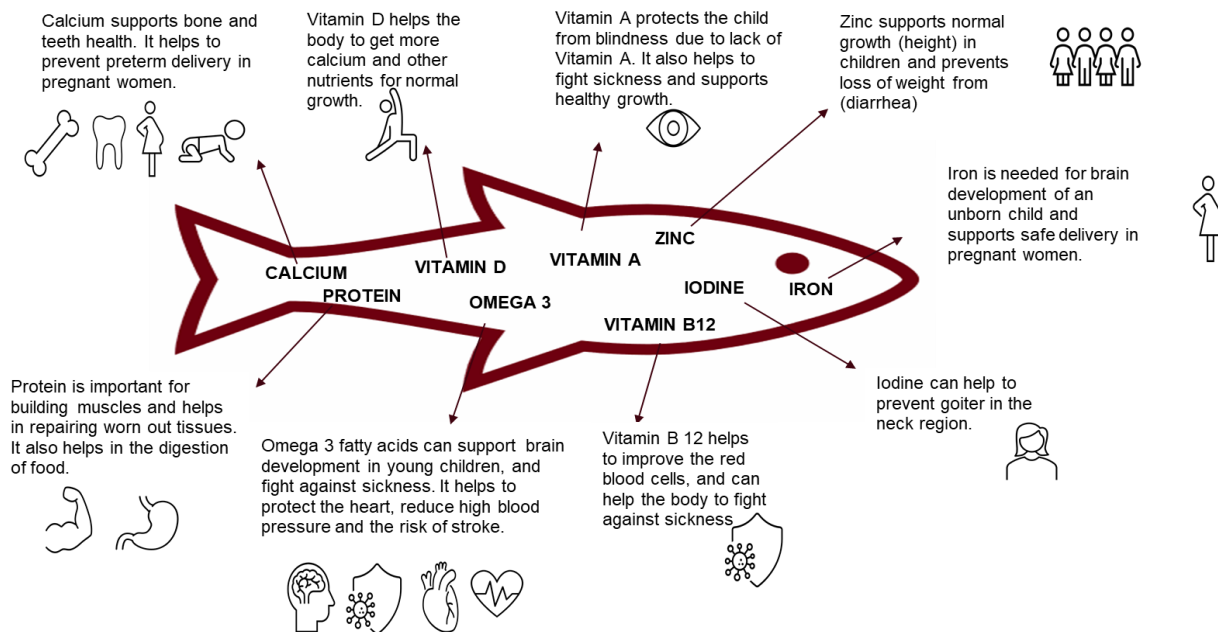 Calcium supports bone and
teeth health. It helps to
prevent preterm delivery in
pregnant women.
Vitamin D helps the
body to get more
calcium and other
nutrients for normal
growth.
Vitamin A protects the child
from blindness due to lack of
Vitamin A. It also helps to
fight sickness and supports
healthy growth.
Zinc supports normal
growth (height) in
children and prevents
loss of weight from
(diarrhea)
Iron is needed for brain
development of an
unborn child and
supports safe delivery in
pregnant women.
CALCIUM
PROTEIN
VITAMIN D
OMEGA 3
VITAMIN A
ZINC
IODINE
VITAMIN B12
IRON
Protein is important for
building muscles and helps
in repairing worn out tissues.
It also helps in the digestion
of food.
Omega 3 fatty acids can support brain
development in young children, and
fight against sickness. It helps to
protect the heart, reduce high blood
pressure and the risk of stroke.
Vitamin B 12 helps
to improve the red
blood cells, and can
help the body to fight
against sickness
Iodine can help to
prevent goiter in the
neck region.